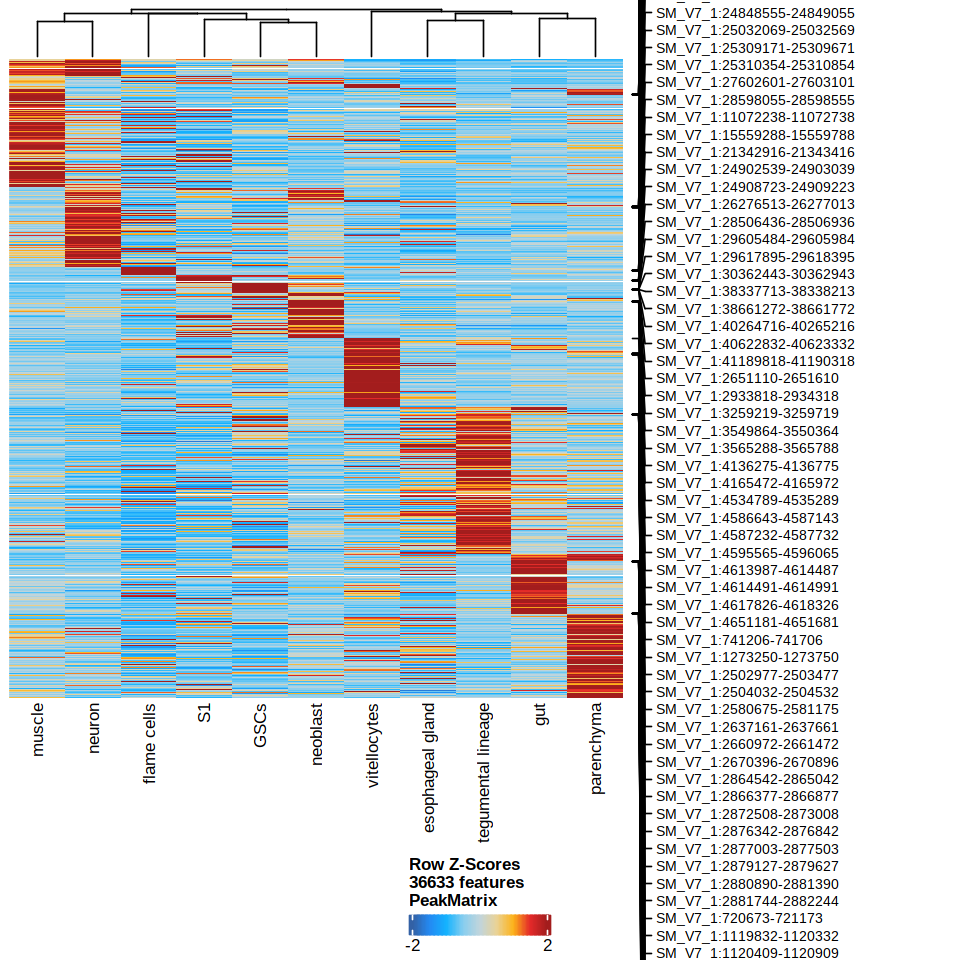 SM_V7_1:24848555-24849055
SM_V7_1:25032069-25032569
SM_V7_1:25309171-25309671
SM_V7_1:25310354-25310854
SM_V7_1:27602601-27603101
SM_V7_1:28598055-28598555
SM_V7_1:11072238-11072738
SM_V7_1:15559288-15559788
SM_V7_1:21342916-21343416
SM_V7_1:24902539-24903039
SM_V7_1:24908723-24909223
SM_V7_1:26276513-26277013
SM_V7_1:28506436-28506936
SM_V7_1:29605484-29605984
SM_V7_1:29617895-29618395
SM_V7_1:30362443-30362943
SM_V7_1:38337713-38338213
SM_V7_1:38661272-38661772
SM_V7_1:40264716-40265216
SM_V7_1:40622832-40623332
SM_V7_1:41189818-41190318
SM_V7_1:2651110-2651610
SM_V7_1:2933818-2934318
SM_V7_1:3259219-3259719
SM_V7_1:3549864-3550364
SM_V7_1:3565288-3565788
SM_V7_1:4136275-4136775
SM_V7_1:4165472-4165972
SM_V7_1:4534789-4535289
SM_V7_1:4586643-4587143
SM_V7_1:4587232-4587732
SM_V7_1:4595565-4596065
SM_V7_1:4613987-4614487
SM_V7_1:4614491-4614991
SM_V7_1:4617826-4618326
SM_V7_1:4651181-4651681
SM_V7_1:741206-741706
SM_V7_1:1273250-1273750
SM_V7_1:2502977-2503477
SM_V7_1:2504032-2504532
SM_V7_1:2580675-2581175
SM_V7_1:2637161-2637661
SM_V7_1:2660972-2661472
SM_V7_1:2670396-2670896
SM_V7_1:2864542-2865042
SM_V7_1:2866377-2866877
SM_V7_1:2872508-2873008
SM_V7_1:2876342-2876842
SM_V7_1:2877003-2877503
SM_V7_1:2879127-2879627
SM_V7_1:2880890-2881390
SM_V7_1:2881744-2882244
SM_V7_1:720673-721173
SM_V7_1:1119832-1120332
SM_V7_1:1120409-1120909
muscle
neuron
flame cells
S1
GSCs
neoblast
vitellocytes
esophageal gland
tegumental lineage
gut
parenchyma
Row Z-Scores
36633 features
PeakMatrix
-2 2